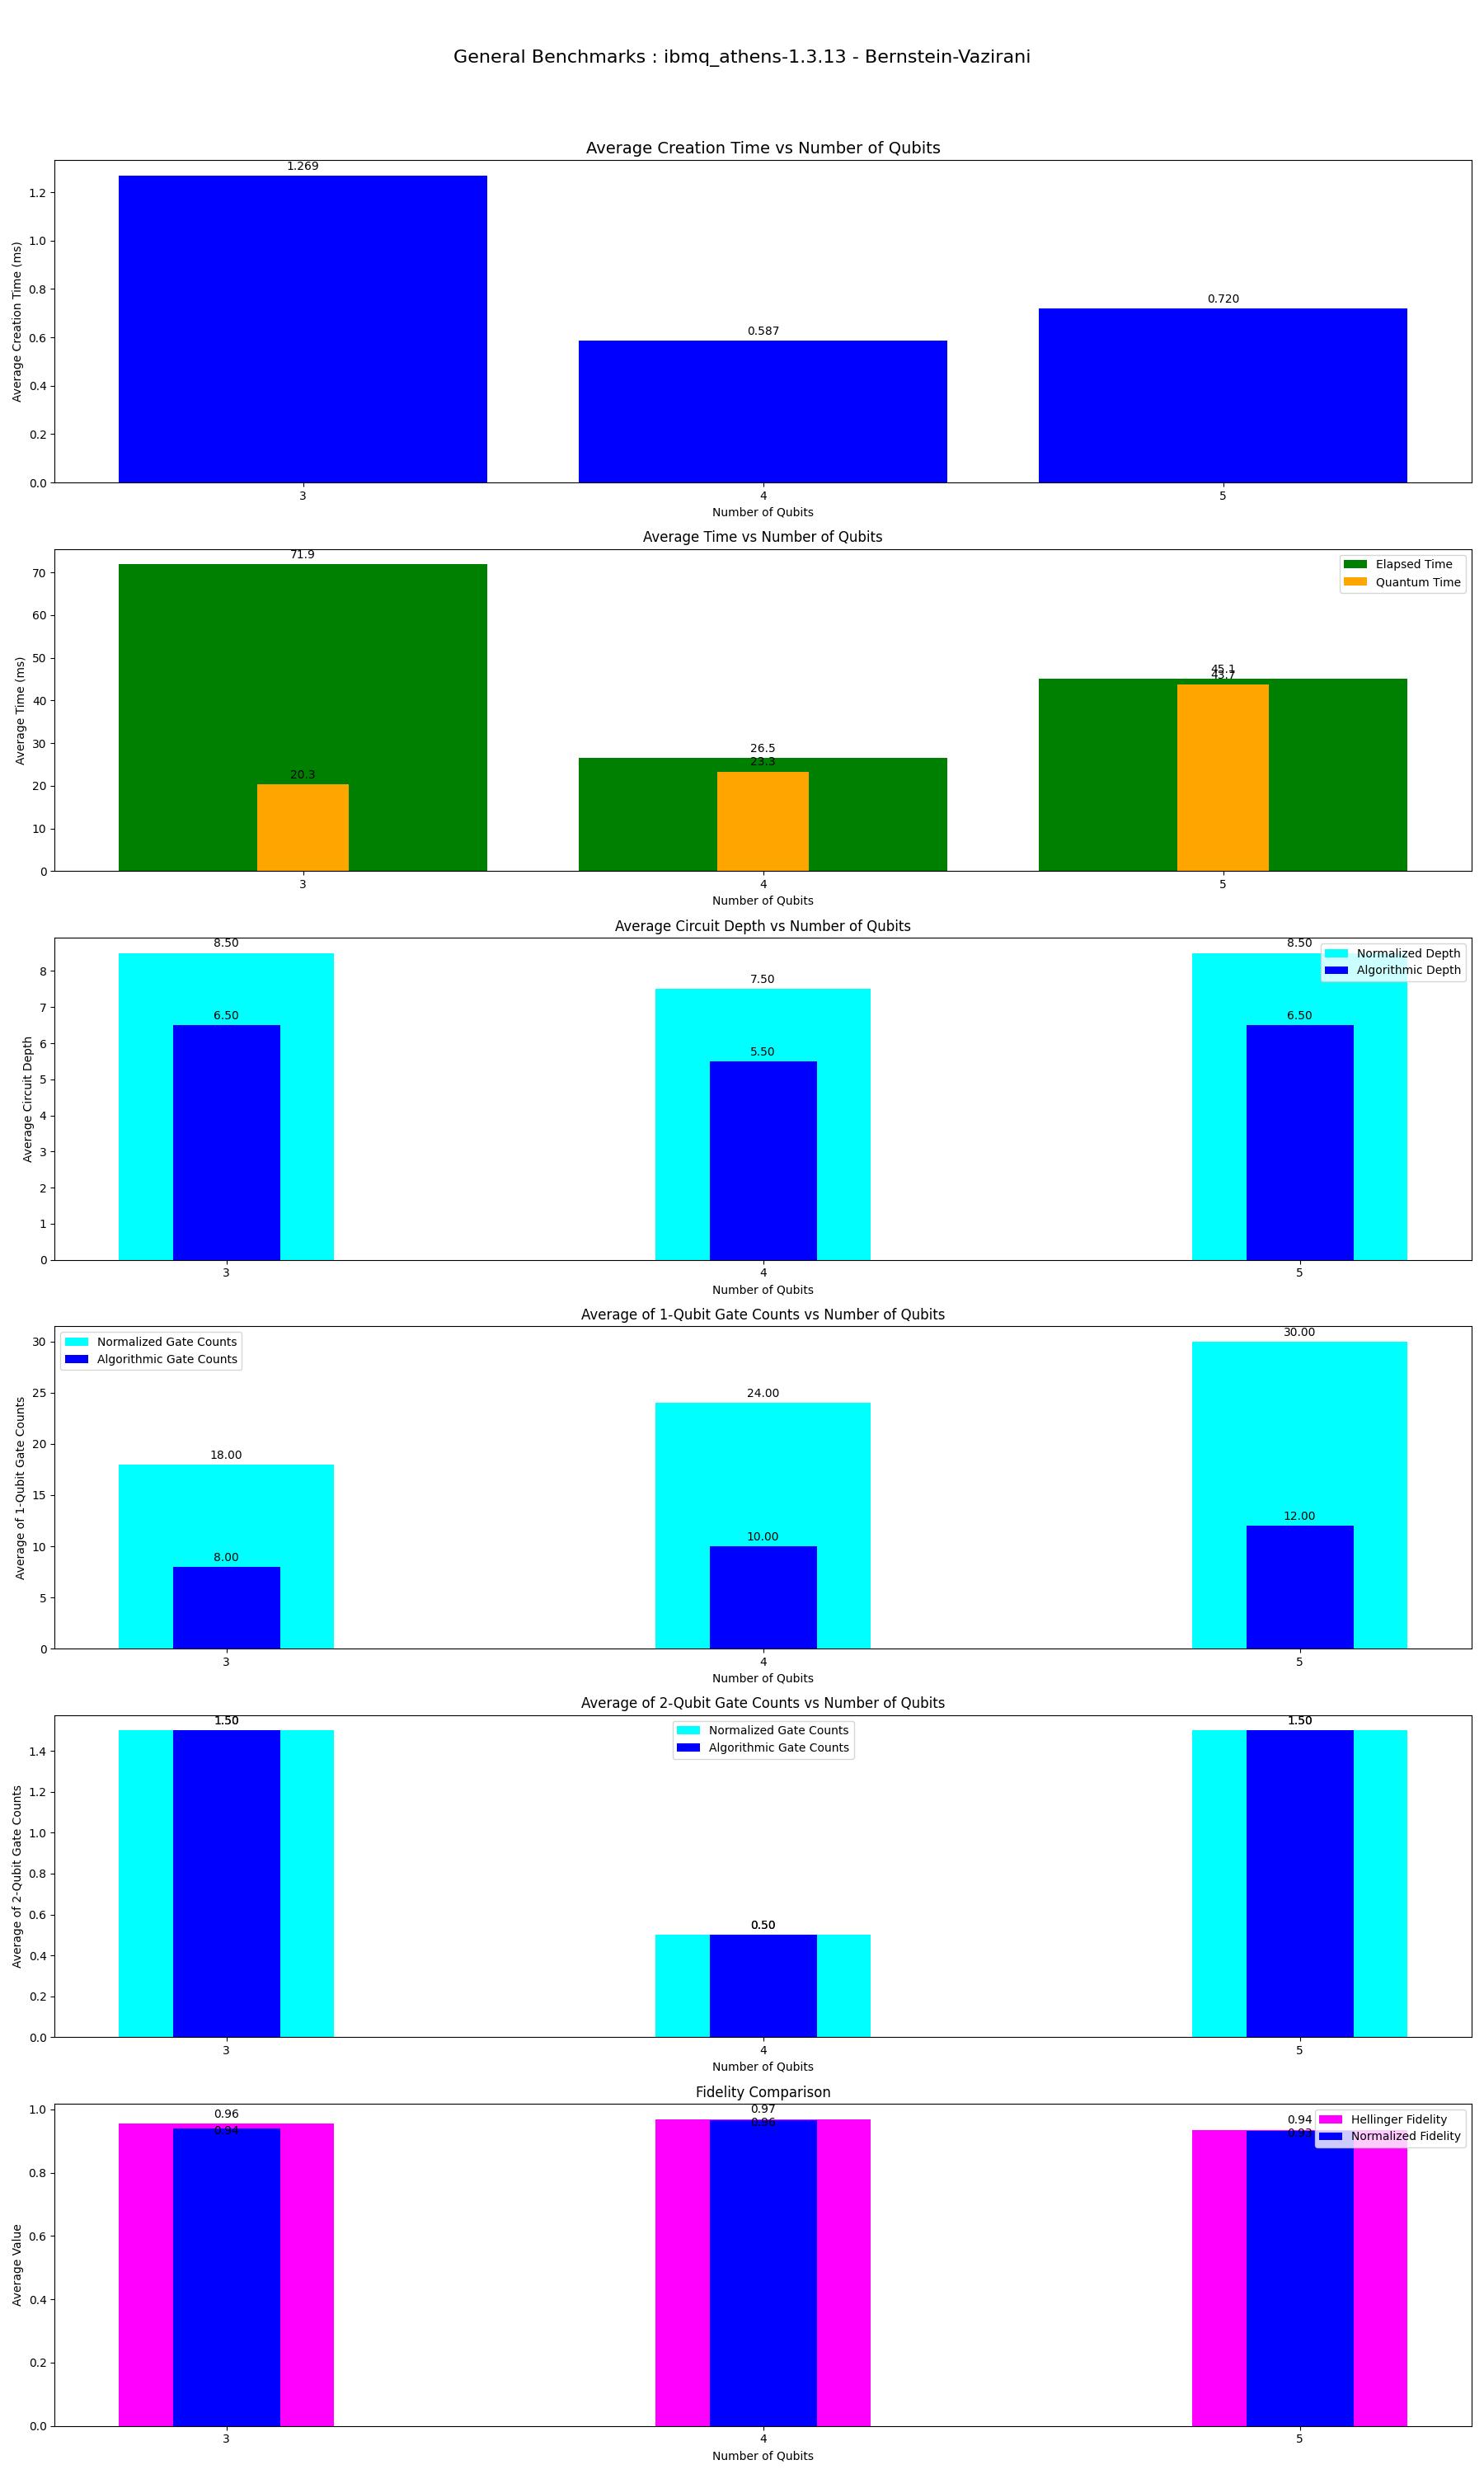 General Benchmarks : ibmq_athens-1.3.13 - Bernstein-Vazirani
Average Creation Time vs Number of Qubits
Average Creation Time (ms)
1.2
1.0
0.8
0.6
0.4
0.2
0.0
1.269
0.587
0.720
3 4 5
Number of Qubits
Average Time vs Number of Qubits
Average Time (ms)
70
60
50
40
30
20
10
0
71.9
20.3
26.5
23.3
45.1
43.7
Elapsed Time
Quantum Time
3 4 5
Number of Qubits
Average Circuit Depth vs Number of Qubits
Average Circuit Depth
8
7
6
5
4
3
2
1
0
8.50
6.50
7.50
5.50
8.50
6.50
Normalized Depth
Algorithmic Depth
3 4 5
Number of Qubits
Average of 1-Qubit Gate Counts vs Number of Qubits
Average of 1-Qubit Gate Counts
30
25
20
15
10
5
0
Normalized Gate Counts
Algorithmic Gate Counts
18.00
8.00
24.00
10.00
30.00
12.00
3 4 5
Number of Qubits
Average of 2-Qubit Gate Counts vs Number of Qubits
Average of 2-Qubit Gate Counts
1.4
1.2
1.0
0.8
0.6
0.4
0.2
0.0
1.50
Normalized Gate Counts
Algorithmic Gate Counts
0.50
1.50
3 4 5
Number of Qubits
Fidelity Comparison
Average Value
1.0
0.8
0.6
0.4
0.2
0.0
0.96
0.94
0.97
0.96
0.94
0.93
Hellinger Fidelity
Normalized Fidelity
3 4 5
Number of Qubits